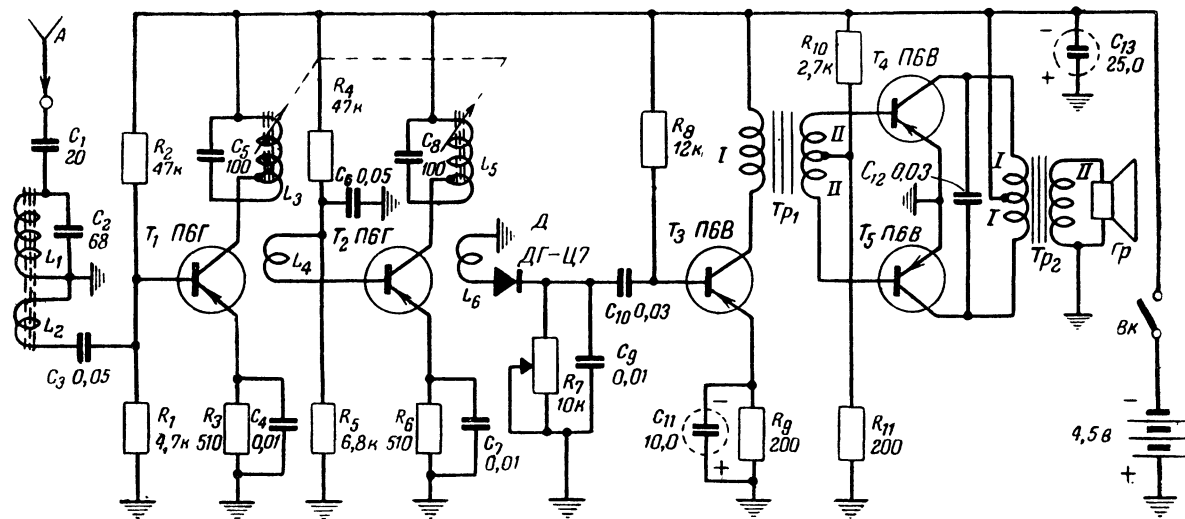 A
C1
20
C2
68
L1
L2
C3 0,05
R2
47к
R1
4,7к
T1 П6Г
C5
100
L3
R3
510
C4
0,01
R4
47к
C6 0,05
L4
R5
6,8к
T2 П6Г
C8
100
L5
R6
510
C7
0,01
L6
Д
ДГ-Ц7
R7
10к
C9
0,01
C10 0,03
R8
12к
T3 П6В
C11
10,0
-
+
R9
200
I
Тр1
II
II
R10
2,7к
R11
200
T4 П6В
C12 0,03
T5 П6В
I
I
Тр2
II
Гр
-
C13
25,0
+
Вк
-
4,5в
+